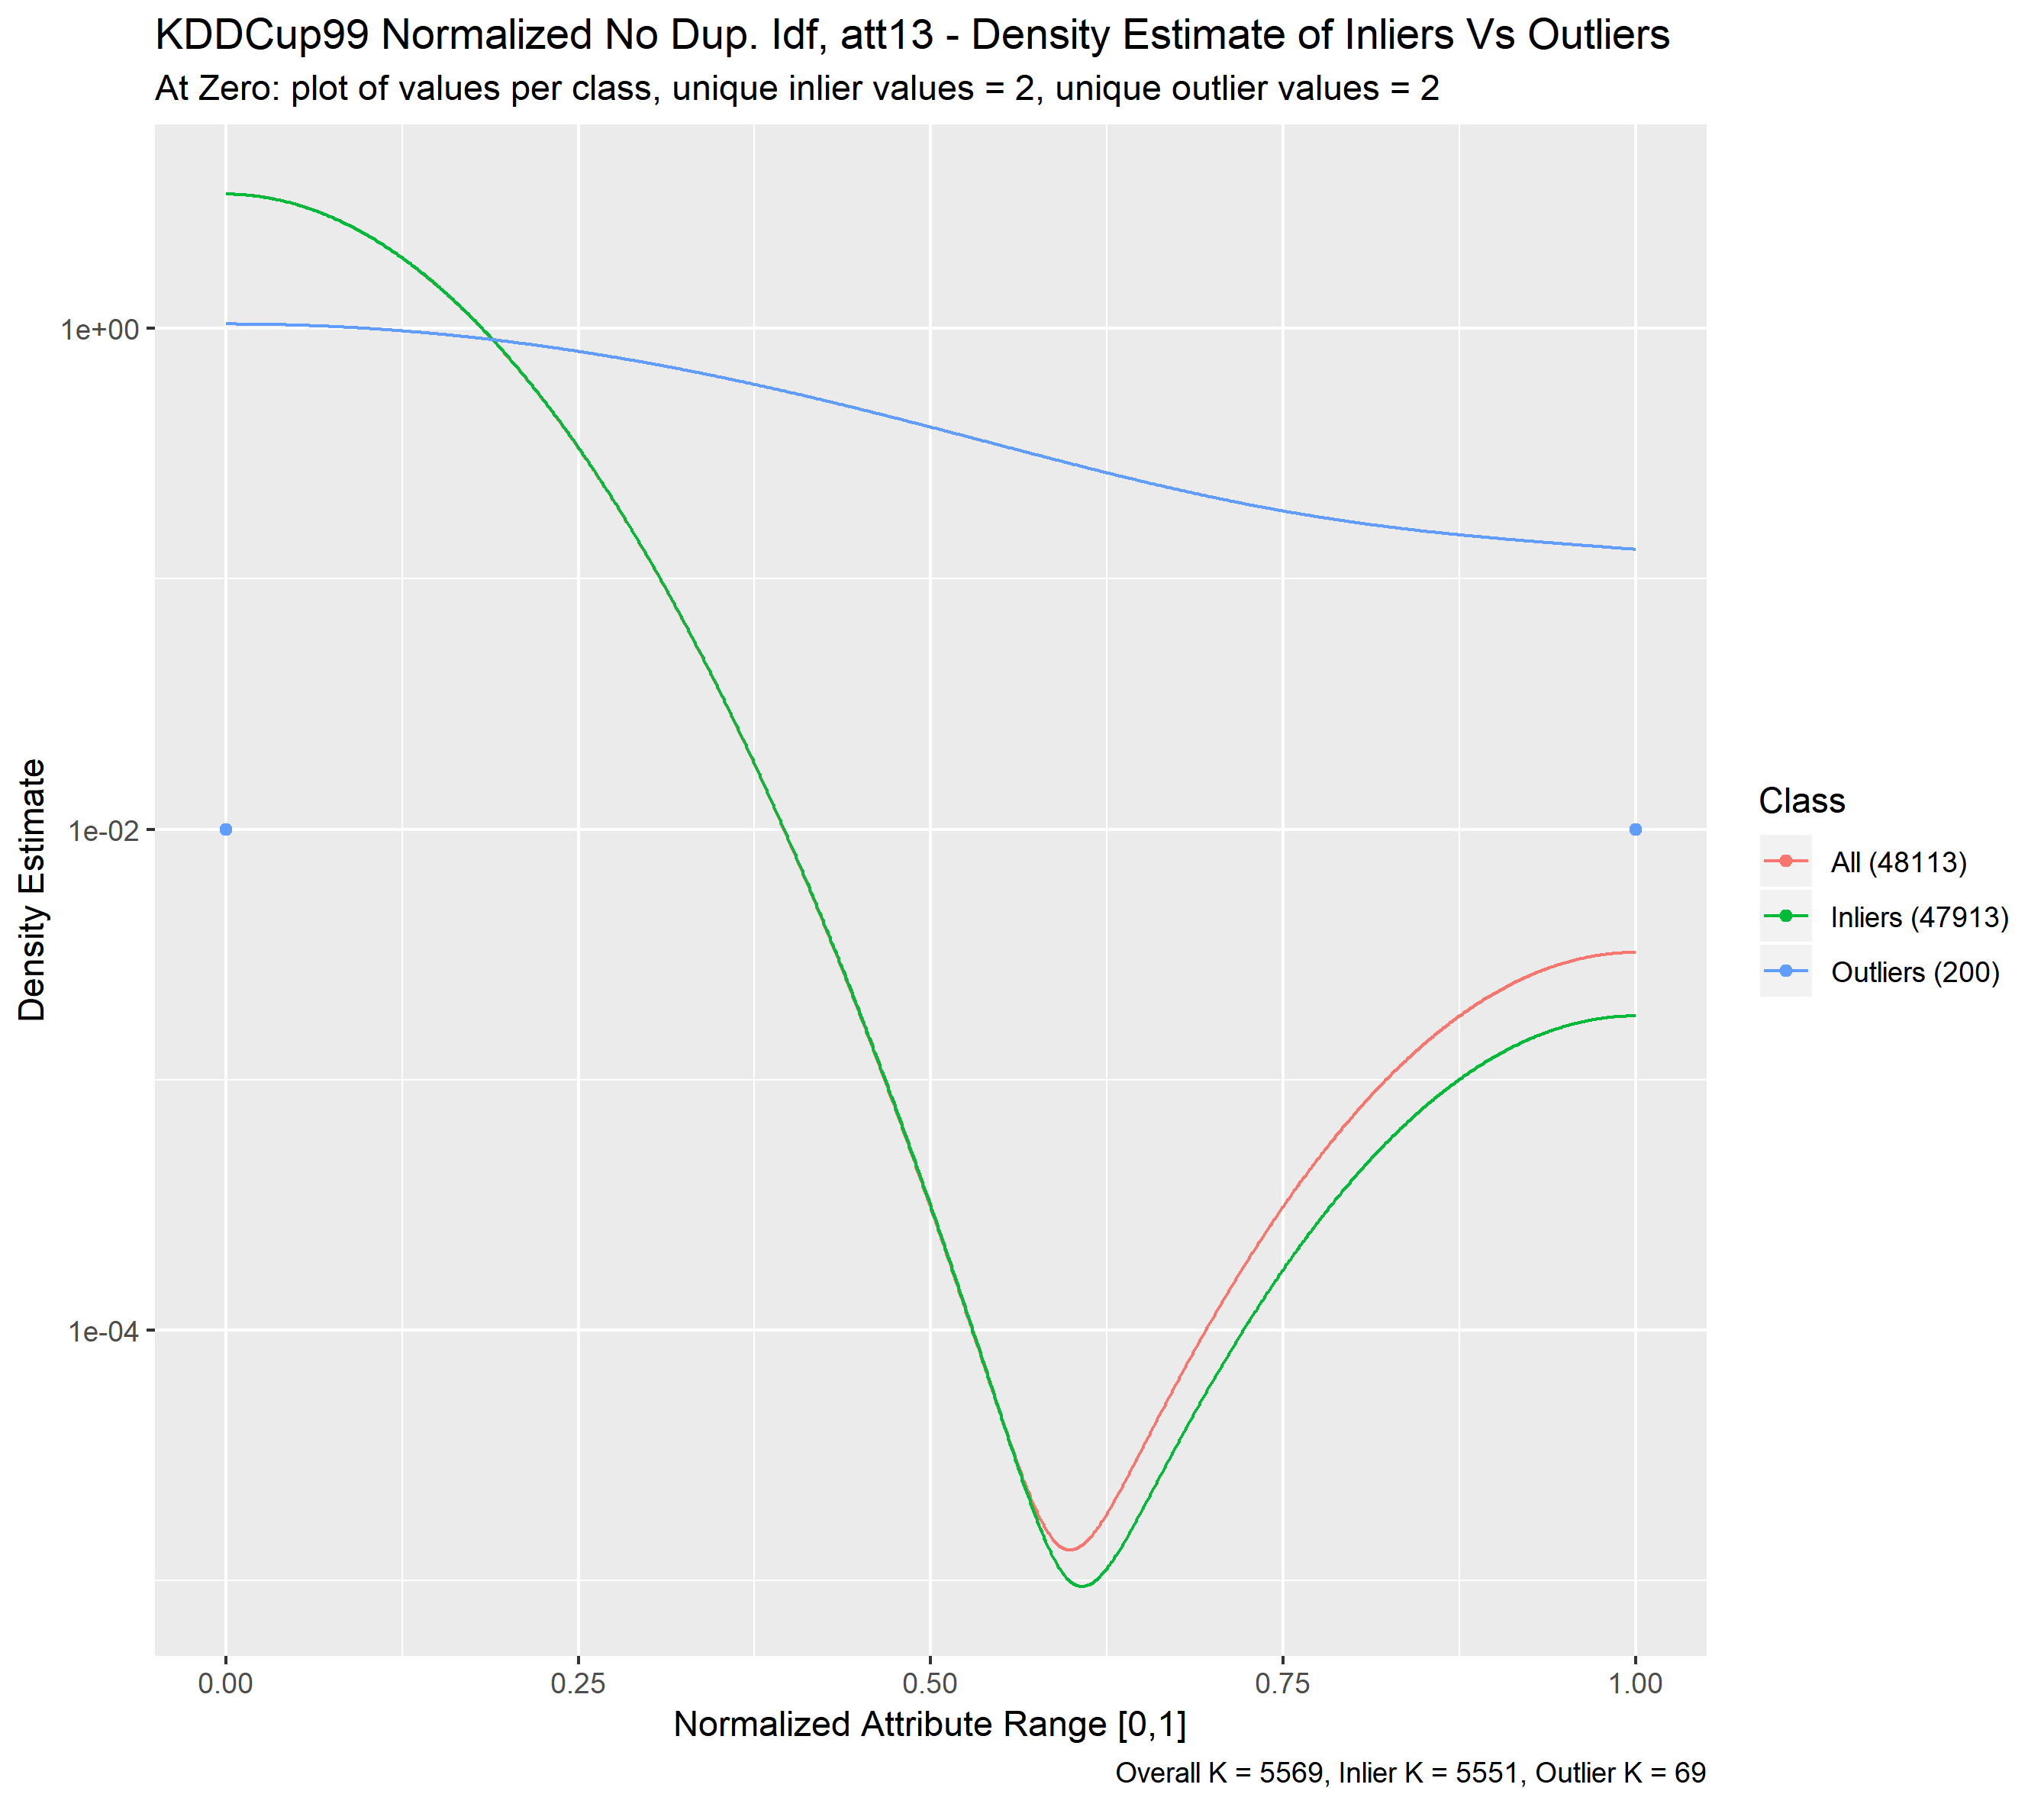 KDDCup99 Normalized No Dup. Idf, att13 - Density Estimate of Inliers Vs Outliers
At Zero: plot of values per class, unique inlier values = 2, unique outlier values = 2
1e+00
1e-02
1e-04
Density Estimate
0.00 0.25 0.50 0.75 1.00
Normalized Attribute Range [0,1]
Class
All (48113)
Inliers (47913)
Outliers (200)
Overall K = 5569, Inlier K = 5551, Outlier K = 69